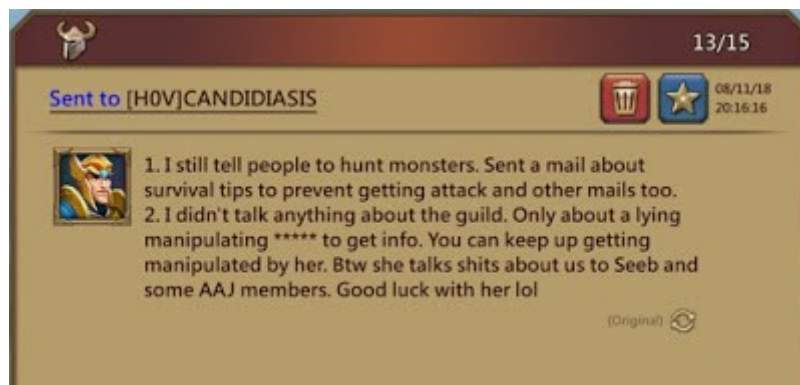 13/15
Sent to [H0V]CANDIDIASIS
08/11/18
20:16:16
1. I still tell people to hunt monsters. Sent a mail about
survival tips to prevent getting attack and other mails too.
2. I didn't talk anything about the guild. Only about a lying
manipulating ***** to get info. You can keep up getting
manipulated by her. Btw she talks shits about us to Seeb and
some AAJ members. Good luck with her lol
(Original)